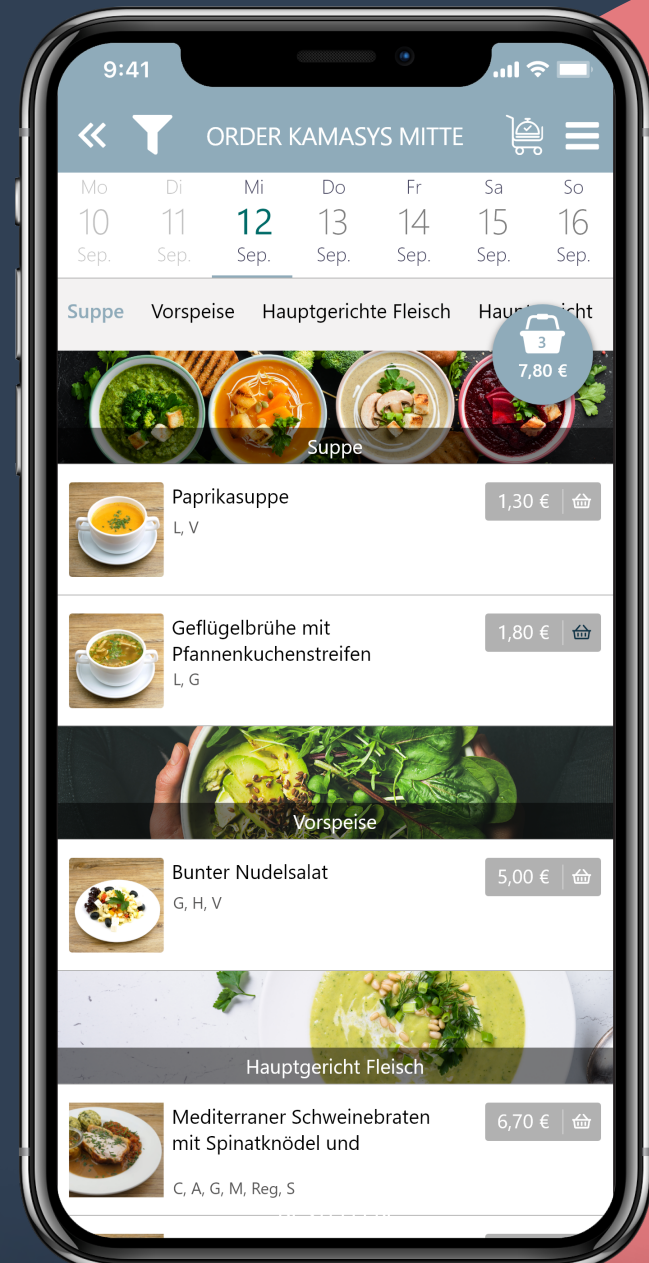 9:41
ORDER KAMASYS MITTE
Mo Di Mi Do Fr Sa So
10 11 12 13 14 15 16
Sep. Sep. Sep. Sep. Sep. Sep. Sep.
Suppe Vorspeise Hauptgerichte Fleisch
3
7,80 €
Suppe
Paprikasuppe 1,30 €
L, V
Geflügelbrühe mit 1,80 €
Pfannenkuchenstreifen
L, G
Vorspeise
Bunter Nudelsalat 5,00 €
G, H, V
Hauptgericht Fleisch
Mediterraner Schweinebraten 6,70 €
mit Spinatknödel und
C, A, G, M, Reg, S